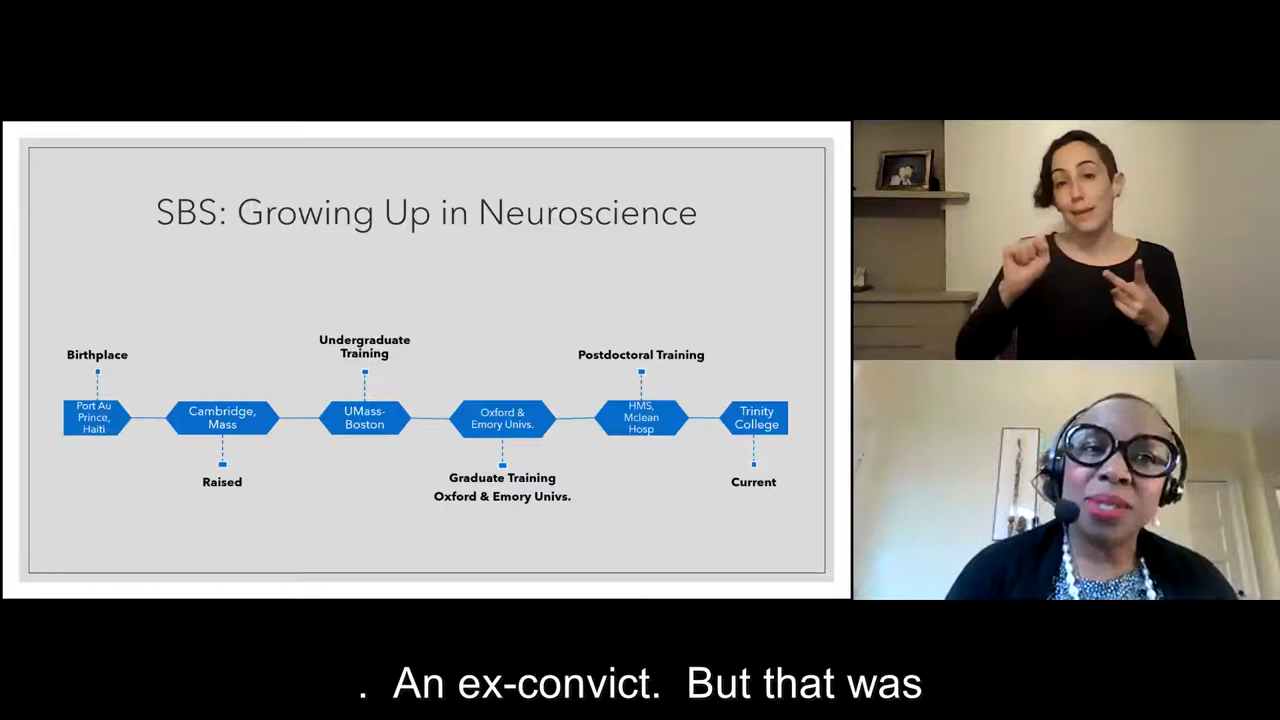 SBS: Growing Up in Neuroscience
Birthplace
Undergraduate
Training
Postdoctoral Training
Port Au
Prince,
Haiti
Cambridge,
Mass
UMass-
Boston
Oxford &
Emory Univs.
HMS,
Mclean
Hosp
Trinity
College
Raised
Graduate Training
Oxford & Emory Univs.
Current
. An ex-convict. But that was